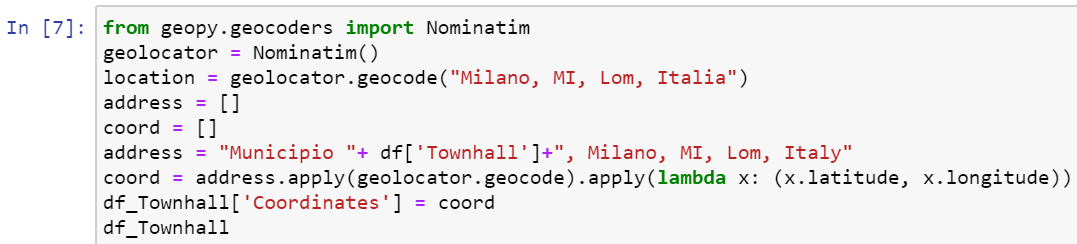 In [7]: from geopy.geocoders import Nominatim
geolocator = Nominatim()
location = geolocator.geocode("Milano, MI, Lom, Italia")
address = []
coord = []
address = "Municipio "+ df['Townhall']+", Milano, MI, Lom, Italy"
coord = address.apply(geolocator.geocode).apply(lambda x: (x.latitude, x.longitude))
df_Townhall['Coordinates'] = coord
df_Townhall